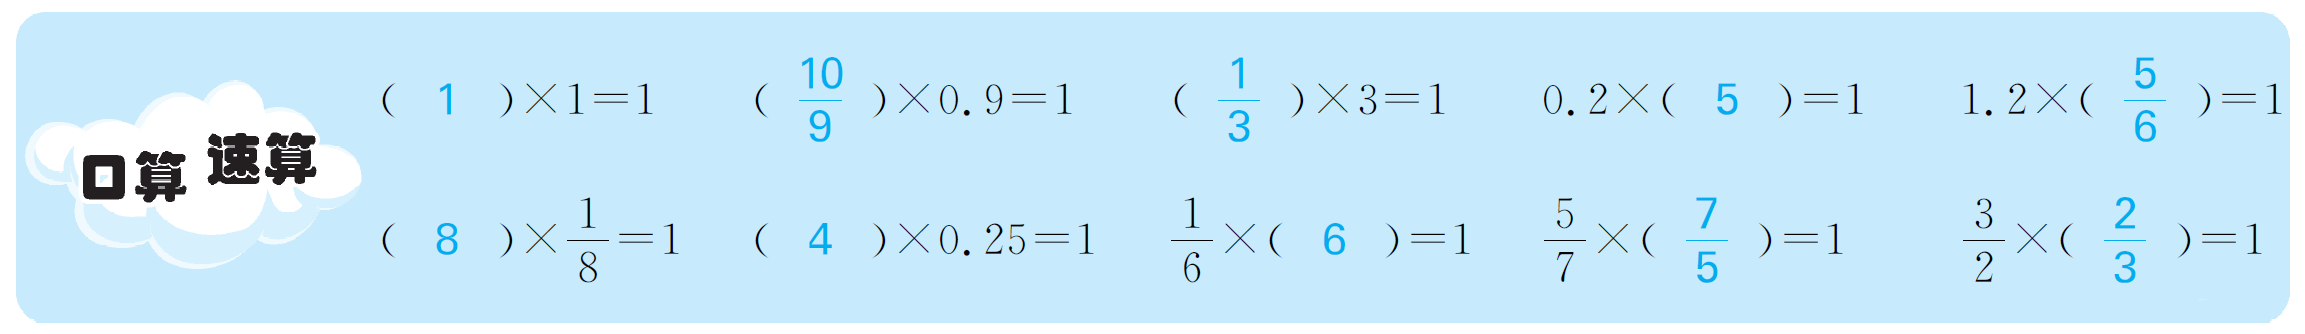 口算 速算
( 1 )×1=1 ( 10/9 )×0.9=1 ( 1/3 )×3=1 0.2×( 5 )=1 1.2×( 5/6 )=1
( 8 )×1/8=1 ( 4 )×0.25=1 1/6×( 6 )=1 5/7×( 7/5 )=1 3/2×( 2/3 )=1